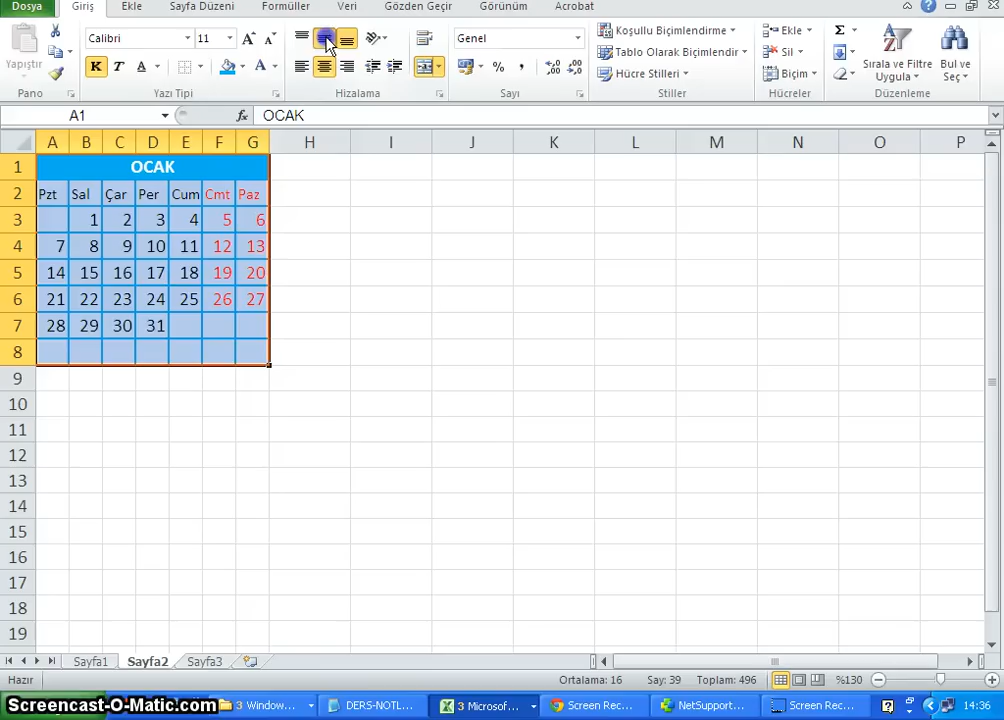 Dosya Giriş Ekle Sayfa Düzeni Formüller Veri Gözden Geçir Görünüm Acrobat
Yapıştır
Calibri 11 A A
Genel
Koşullu Biçimlendirme
Ekle
Σ
Tablo Olarak Biçimlendir
Sil
K T A
A
%
Hücre Stilleri
Biçim
Sırala ve Filtre Uygula
Bul ve Seç
Pano Yazı Tipi Hizalama Sayı Stiller Hücreler Düzenleme
A1 fx OCAK
A B C D E F G H I J K L M N O P
1 OCAK
2 Pzt Sal Çar Per Cum Cmt Paz
3 1 2 3 4 5 6
4 7 8 9 10 11 12 13
5 14 15 16 17 18 19 20
6 21 22 23 24 25 26 27
7 28 29 30 31
8
9
10
11
12
13
14
15
16
17
18
19
Sayfa1 Sayfa2 Sayfa3
Hazır Ortalama: 16 Say: 39 Toplam: 496 %130
Screencast-O-Matic.com 3 Window... DERS-NOTL... 3 Microsof... Screen Rec... NetSupport... Screen Rec... 14:36